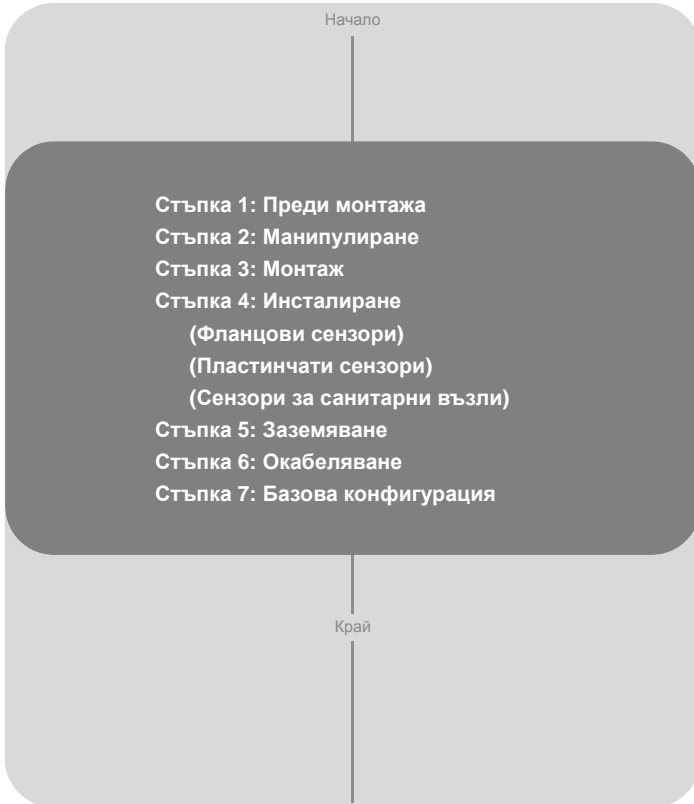 Начало
Стъпка 1: Преди монтажа
Стъпка 2: Манипулиране
Стъпка 3: Монтаж
Стъпка 4: Инсталиране
(Фланцови сензори)
(Пластинчати сензори)
(Сензори за санитарни възли)
Стъпка 5: Заземяване
Стъпка 6: Окабеляване
Стъпка 7: Базова конфигурация
Край